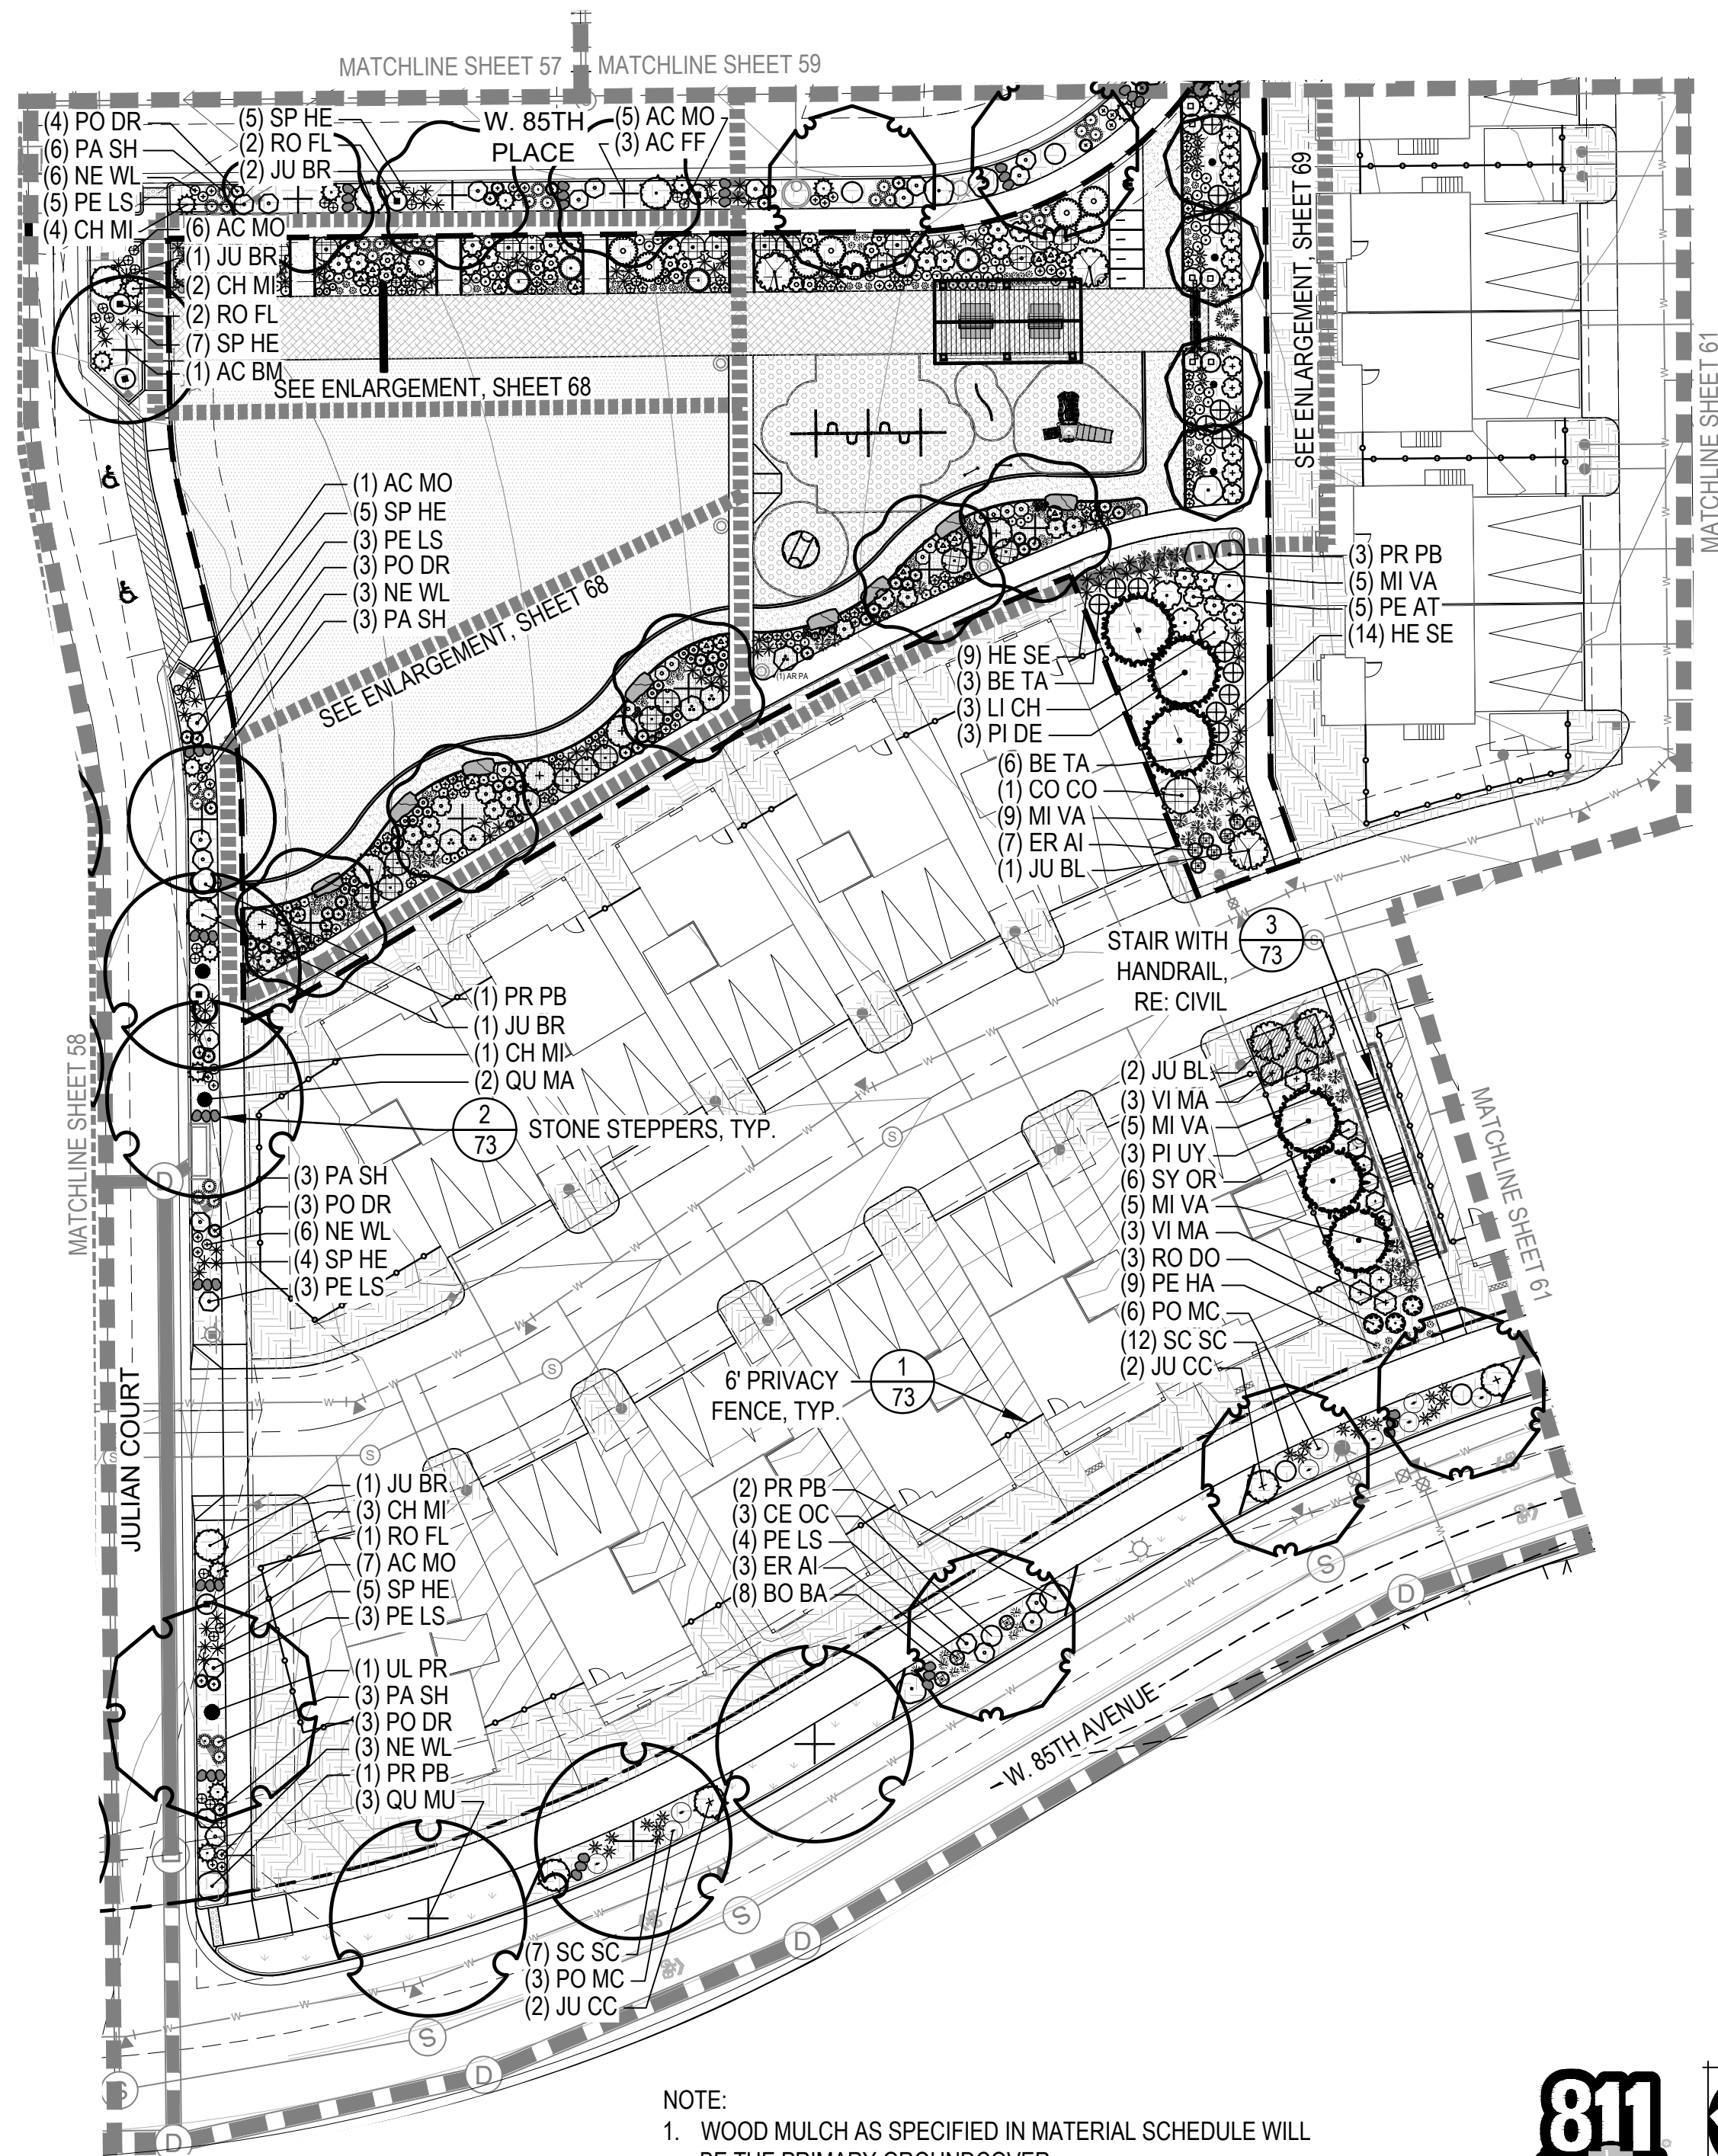 MATCHLINE SHEET 57
MATCHLINE SHEET 59
(4) PO DR
(6) PA SH
(6) NE WL
(5) PE LS
(4) CH MI
(5) SP HE
(2) RO FL
(2) JU BR
W. 85TH
PLACE
(5) AC MO
(3) AC FF
(6) AC MO
(1) JU BR
(2) CH MI
(2) RO FL
(7) SP HE
(1) AC BM
SEE ENLARGEMENT, SHEET 68
SEE ENLARGEMENT, SHEET 69
MATCHLINE SHEET 61
(1) AC MO
(5) SP HE
(3) PE LS
(3) PO DR
(3) NE WL
(3) PA SH
SEE ENLARGEMENT, SHEET 68
(1) AR PA
(3) PR PB
(5) MI VA
(5) PE AT
(14) HE SE
(9) HE SE
(3) BE TA
(3) LI CH
(3) PI DE
(6) BE TA
(1) CO CO
(9) MI VA
(7) ER AI
(1) JU BL
STAIR WITH
HANDRAIL,
RE: CIVIL
3
73
(1) PR PB
(1) JU BR
(1) CH MI
(2) QU MA
2
73
STONE STEPPERS, TYP.
MATCHLINE SHEET 58
(2) JU BL
(3) VI MA
(5) MI VA
(3) PI UY
(6) SY OR
(5) MI VA
(3) VI MA
(3) RO DO
(9) PE HA
(6) PO MC
(12) SC SC
(2) JU CC
MATCHLINE SHEET 61
(3) PA SH
(3) PO DR
(6) NE WL
(4) SP HE
(3) PE LS
6' PRIVACY
FENCE, TYP.
1
73
JULIAN COURT
(1) JU BR
(3) CH MI
(1) RO FL
(7) AC MO
(5) SP HE
(3) PE LS
(2) PR PB
(3) CE OC
(4) PE LS
(3) ER AI
(8) BO BA
(1) UL PR
(3) PA SH
(3) PO DR
(3) NE WL
(1) PR PB
(3) QU MU
W. 85TH AVENUE
(7) SC SC
(3) PO MC
(2) JU CC
NOTE:
1. WOOD MULCH AS SPECIFIED IN MATERIAL SCHEDULE WILL
BE THE PRIMARY GROUNDCOVER
811